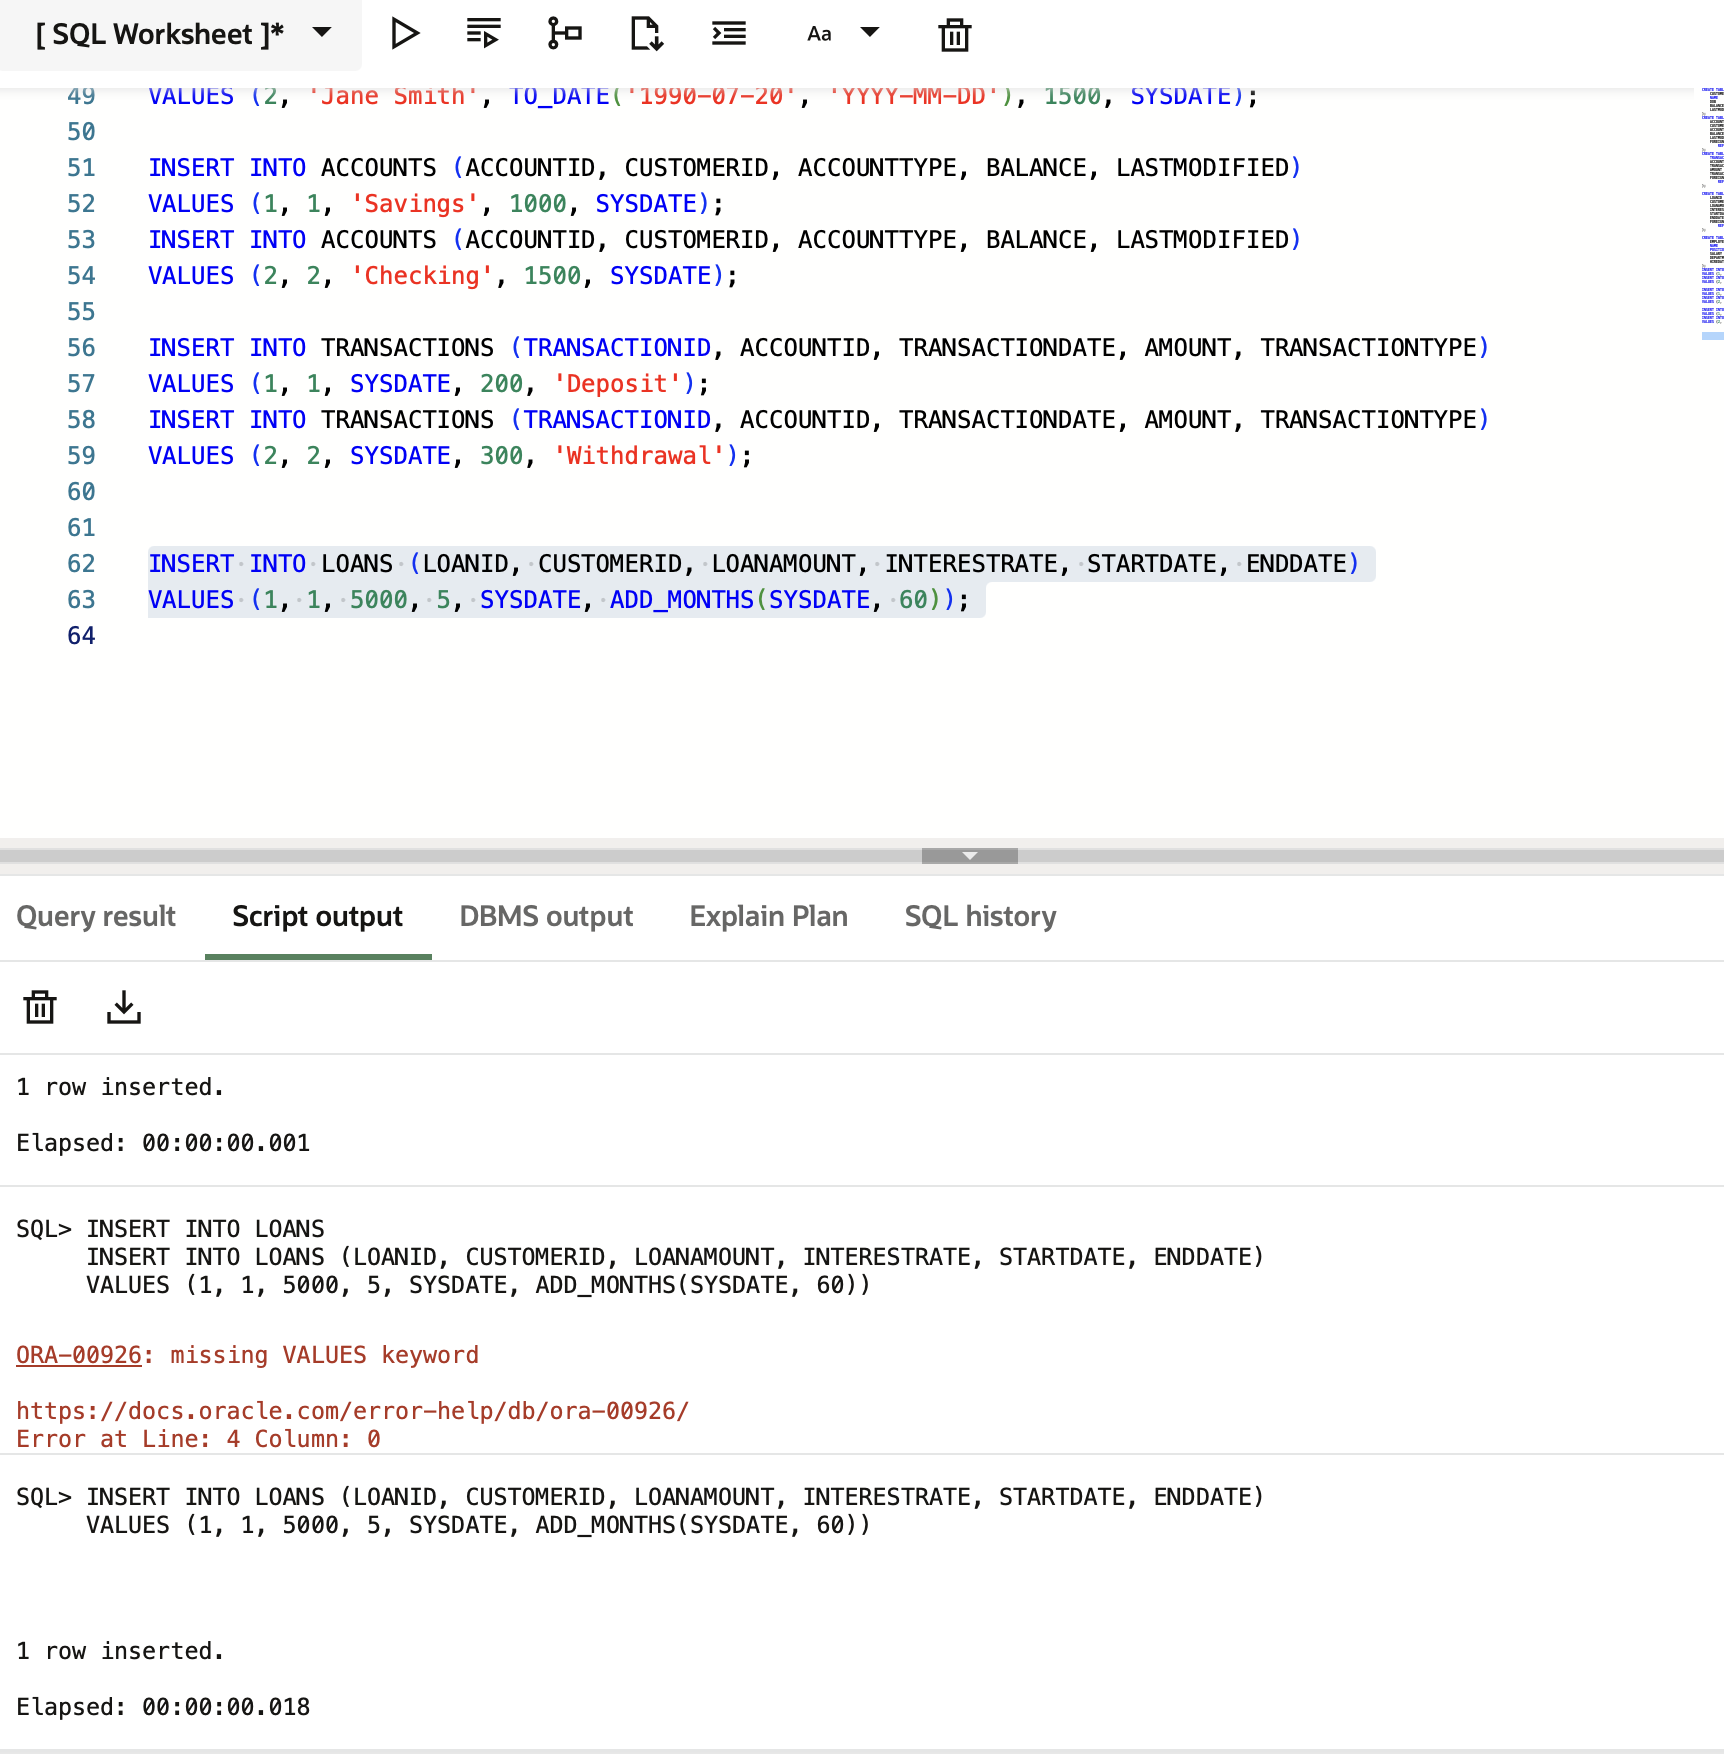 [ SQL Worksheet ]*
Aa
49 VALUES (2, 'Jane Smith', TO_DATE('1990-07-20', 'YYYY-MM-DD'), 1500, SYSDATE);
50
51 INSERT INTO ACCOUNTS (ACCOUNTID, CUSTOMERID, ACCOUNTTYPE, BALANCE, LASTMODIFIED)
52 VALUES (1, 1, 'Savings', 1000, SYSDATE);
53 INSERT INTO ACCOUNTS (ACCOUNTID, CUSTOMERID, ACCOUNTTYPE, BALANCE, LASTMODIFIED)
54 VALUES (2, 2, 'Checking', 1500, SYSDATE);
55
56 INSERT INTO TRANSACTIONS (TRANSACTIONID, ACCOUNTID, TRANSACTIONDATE, AMOUNT, TRANSACTIONTYPE)
57 VALUES (1, 1, SYSDATE, 200, 'Deposit');
58 INSERT INTO TRANSACTIONS (TRANSACTIONID, ACCOUNTID, TRANSACTIONDATE, AMOUNT, TRANSACTIONTYPE)
59 VALUES (2, 2, SYSDATE, 300, 'Withdrawal');
60
61
62 INSERT INTO LOANS (LOANID, CUSTOMERID, LOANAMOUNT, INTERESTRATE, STARTDATE, ENDDATE)
63 VALUES (1, 1, 5000, 5, SYSDATE, ADD_MONTHS(SYSDATE, 60));
64
Query result Script output DBMS output Explain Plan SQL history
1 row inserted.
Elapsed: 00:00:00.001
SQL> INSERT INTO LOANS
INSERT INTO LOANS (LOANID, CUSTOMERID, LOANAMOUNT, INTERESTRATE, STARTDATE, ENDDATE)
VALUES (1, 1, 5000, 5, SYSDATE, ADD_MONTHS(SYSDATE, 60))
ORA-00926: missing VALUES keyword
https://docs.oracle.com/error-help/db/ora-00926/
Error at Line: 4 Column: 0
SQL> INSERT INTO LOANS (LOANID, CUSTOMERID, LOANAMOUNT, INTERESTRATE, STARTDATE, ENDDATE)
VALUES (1, 1, 5000, 5, SYSDATE, ADD_MONTHS(SYSDATE, 60))
1 row inserted.
Elapsed: 00:00:00.018